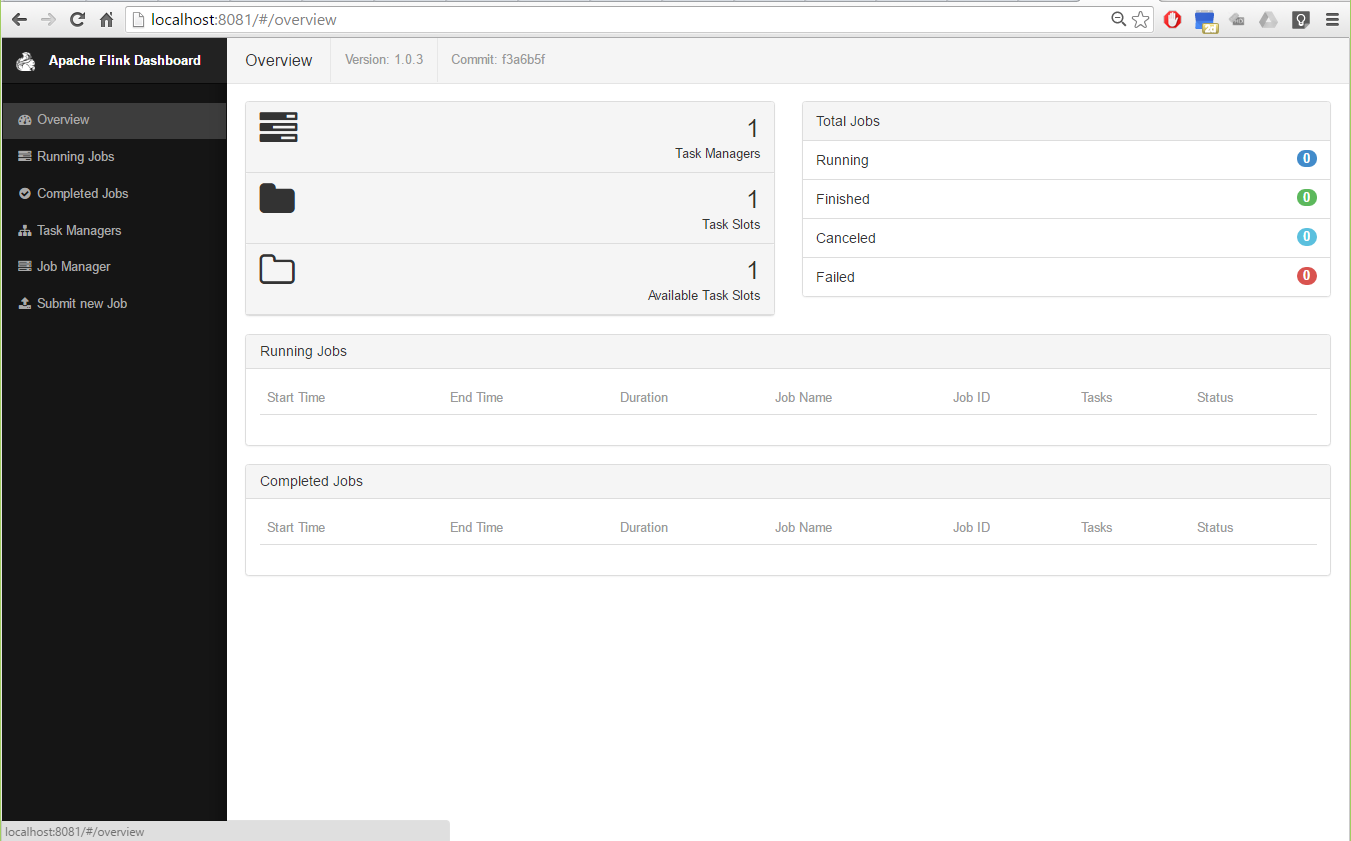 localhost:8081/#/overview
Apache Flink Dashboard
Overview
Version: 1.0.3
Commit: f3a6b5f
Overview
Running Jobs
Completed Jobs
Task Managers
Job Manager
Submit new Job
1
Task Managers
1
Task Slots
1
Available Task Slots
Total Jobs
Running 0
Finished 0
Canceled 0
Failed 0
Running Jobs
Start Time End Time Duration Job Name Job ID Tasks Status
Completed Jobs
Start Time End Time Duration Job Name Job ID Tasks Status
localhost:8081/#/overview